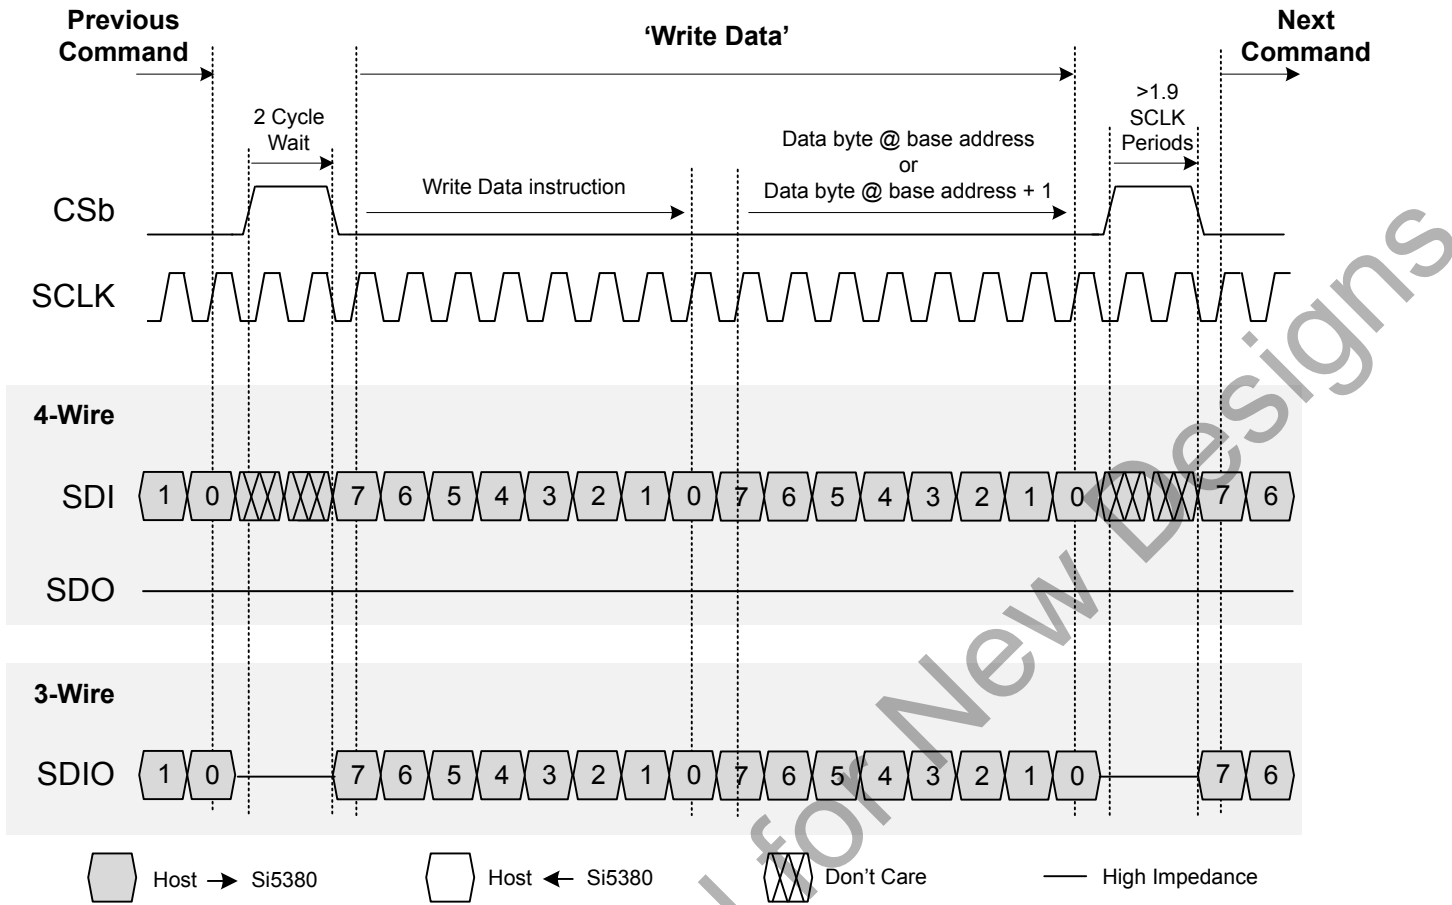 Previous
Command
‘Write Data’
Next
Command
2 Cycle
Wait
>1.9
SCLK
Periods
Write Data instruction
Data byte @ base address
or
Data byte @ base address + 1
CSb
SCLK
4-Wire
SDI 1 0 7 6 5 4 3 2 1 0 7 6 5 4 3 2 1 0 7 6
SDO
3-Wire
SDIO 1 0 7 6 5 4 3 2 1 0 7 6 5 4 3 2 1 0 7 6
Host → Si5380 Host ← Si5380 Don’t Care High Impedance
for New Designs